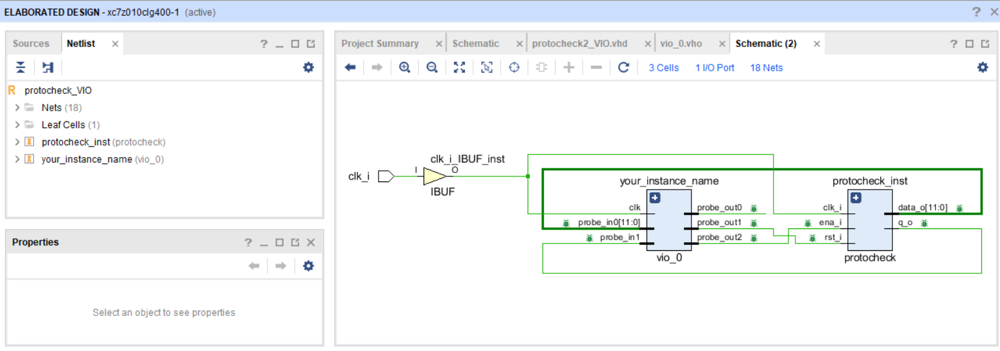 ELABORATED DESIGN - xc7z010clg400-1 (active)
Sources Netlist
protocheck_VIO
Nets (18)
Leaf Cells (1)
protocheck_inst (protocheck)
your_instance_name (vio_0)
Properties
Select an object to see properties
Project Summary Schematic protocheck2_VIO.vhd vio_0.vho Schematic (2)
3 Cells 1 I/O Port 18 Nets
clk_i
clk_i_IBUF_inst
I O
IBUF
your_instance_name
clk probe_out0
probe_in0[11:0] probe_out1
probe_in1 probe_out2
vio_0
protocheck_inst
clk_i data_o[11:0]
ena_i q_o
rst_i
protocheck